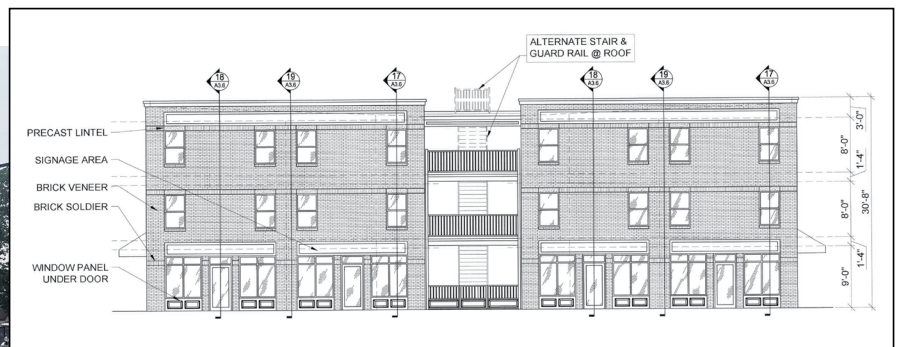 ALTERNATE STAIR &
GUARD RAIL @ ROOF
18
A3.6
19
A3.6
17
A3.6
18
A3.6
19
A3.6
17
A3.6
PRECAST LINTEL
SIGNAGE AREA
BRICK VENEER
BRICK SOLDIER
WINDOW PANEL
UNDER DOOR
3'-0"
8'-0"
1'-4"
8'-0"
30'-8"
1'-4"
9'-0"